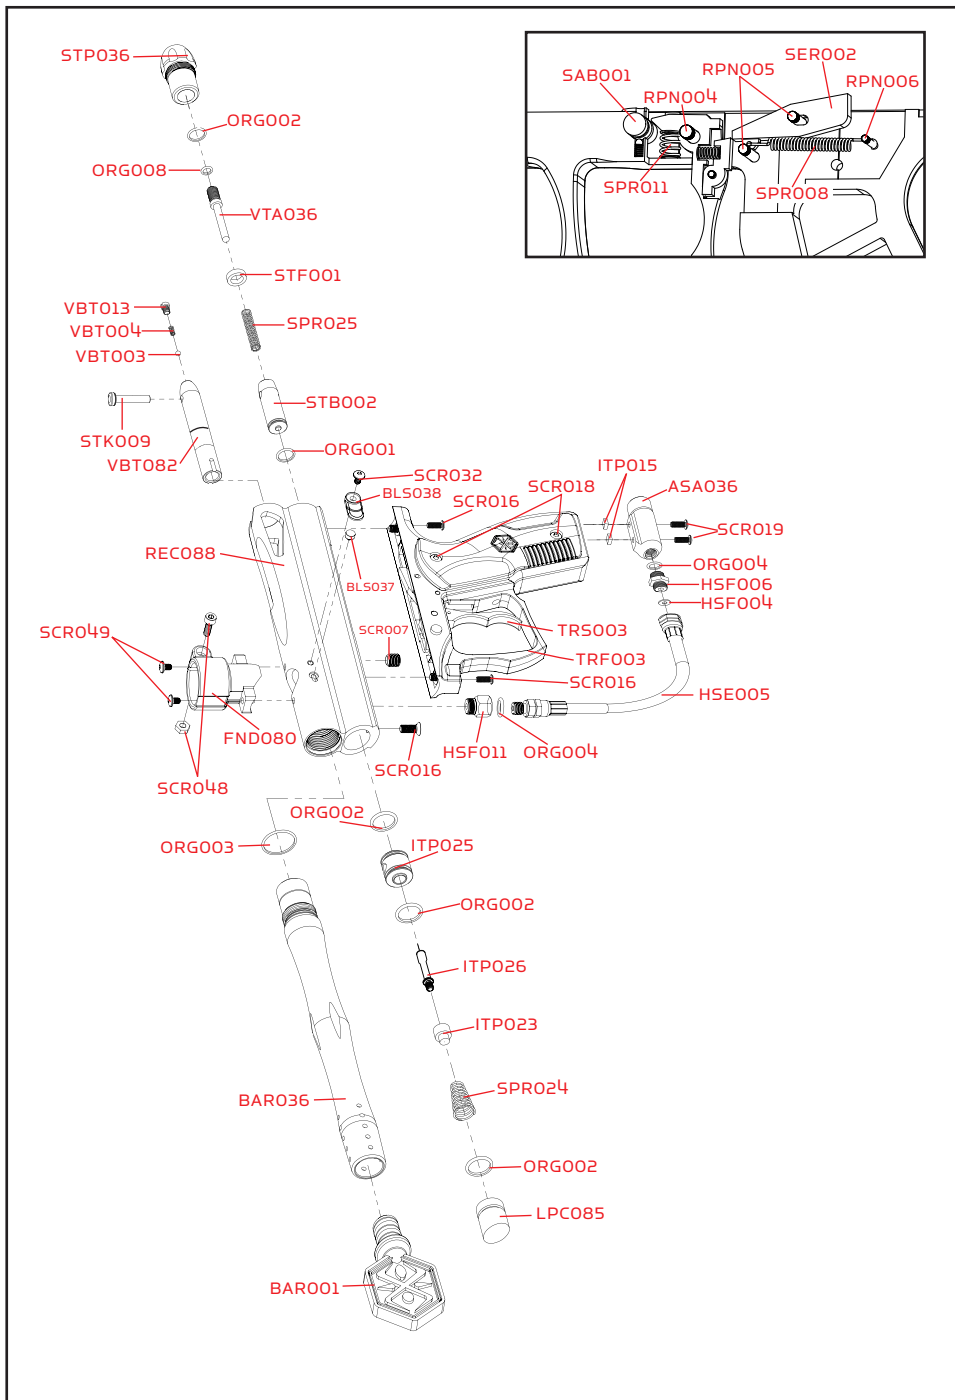 STP036
SER002
SAB001
RPN005
RPN006
RPN004
ORG002
ORG008
SPR011
SPR008
VTA036
STF001
VBT013
SPR025
VBT004
VBT003
STB002
STK009
ORG001
VBT082
SCR032
ITP015
BLS038
SCR016
SCR018
ASA036
SCR019
REC088
ORG004
BLS037
HSF006
HSF004
SCR049
SCR007
TRS003
TRF003
SCR016
HSE005
FND080
HSF011
ORG004
SCR016
SCR048
ORG002
ORG003
ITP025
ORG002
ITP026
ITP023
SPR024
BAR036
ORG002
LPC085
BAR001